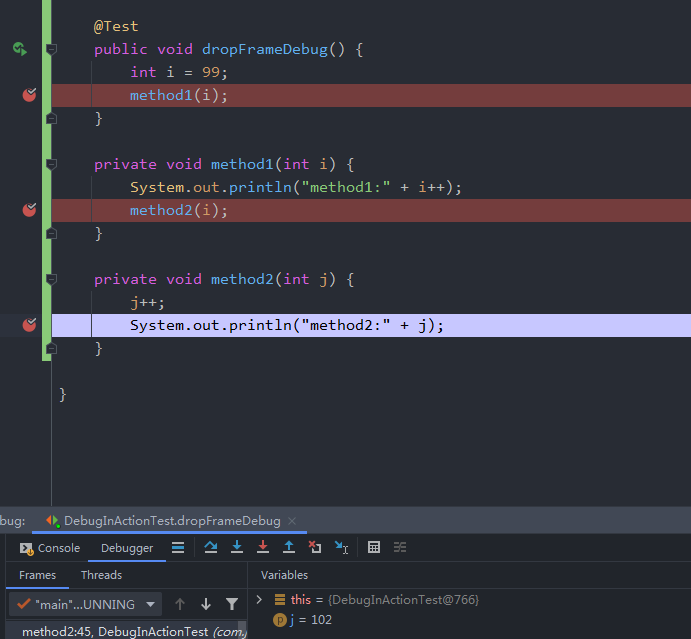 @Test
public void dropFrameDebug() {
int i = 99;
method1(i);
}
private void method1(int i) {
System.out.println("method1:" + i++);
method2(i);
}
private void method2(int j) {
j++;
System.out.println("method2:" + j);
}
}
bug: DebugInActionTest.dropFrameDebug ×
Console Debugger
Frames Threads Variables
"main"...UNNING
this = {DebugInActionTest@766}
p j = 102
method2:45, DebugInActionTest (com.